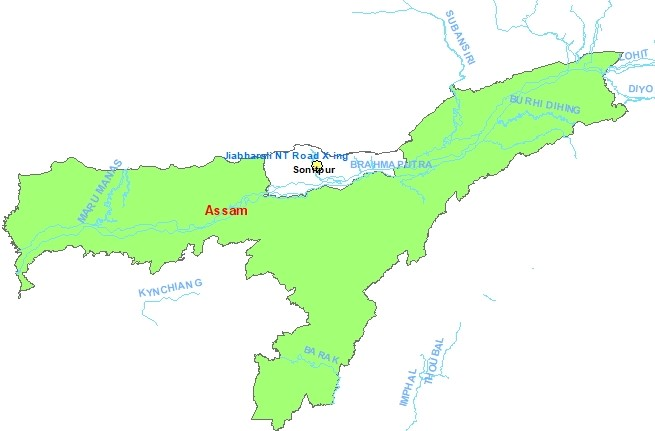 SUBANSIRI
LOHIT
DIYO
BURHI DIHING
Jiabharali NT Road X-ing
BRAHMAPUTRA
Sonitpur
MARU MANAS
Assam
KYNCHIANG
BARAK
IMPHAL
THOUBAL